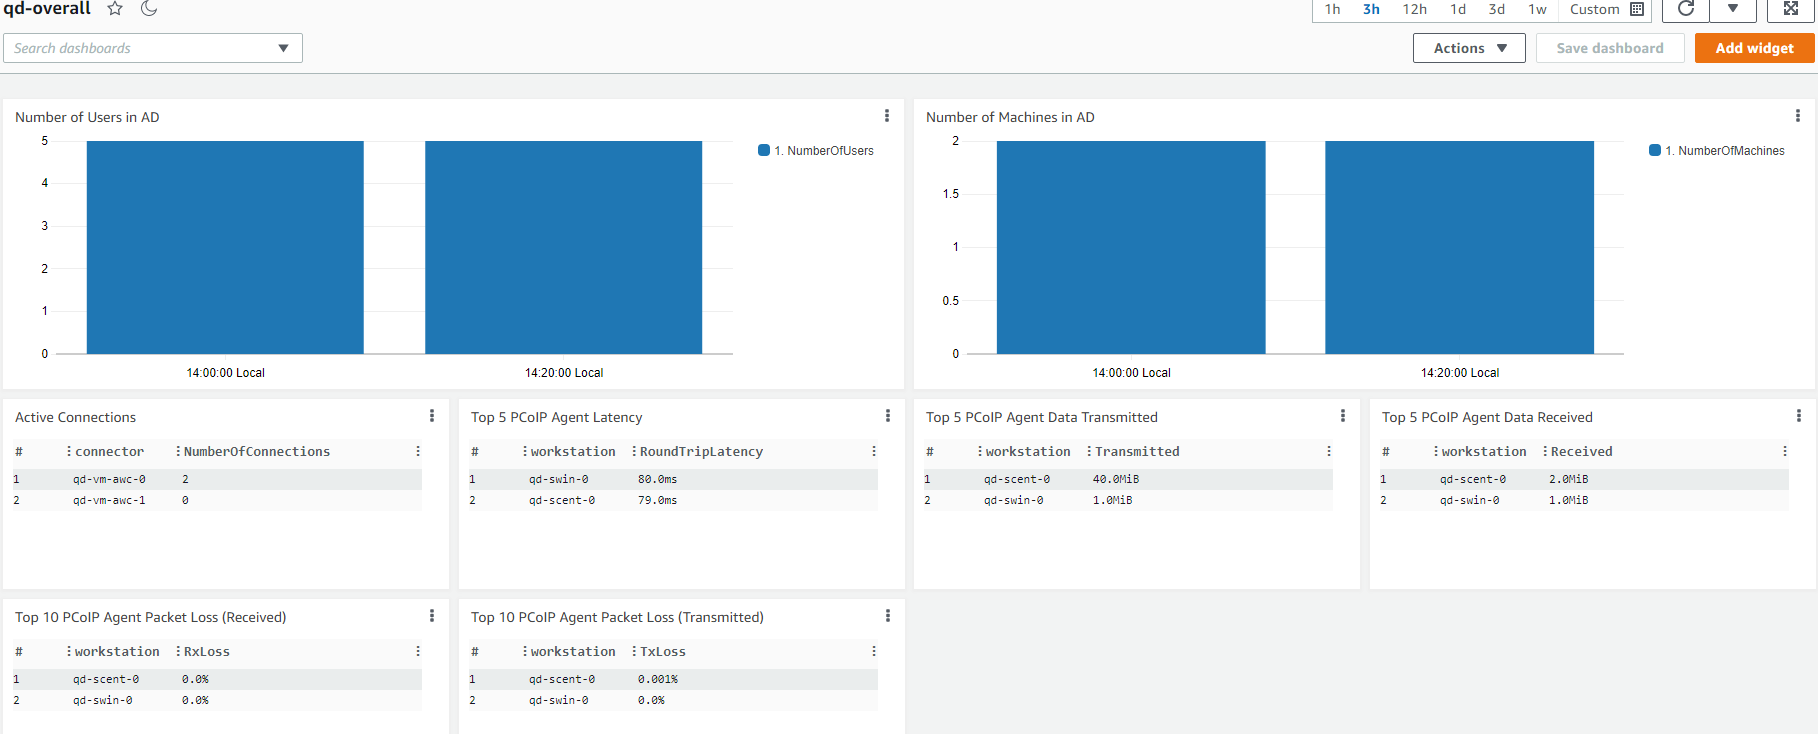 qd-overall
1h 3h 12h 1d 3d 1w Custom
Search dashboards
Actions Save dashboard Add widget
Number of Users in AD
5
4
3
2
1
0
14:00:00 Local 14:20:00 Local
1. NumberOfUsers
Number of Machines in AD
2
1.5
1
0.5
0
14:00:00 Local 14:20:00 Local
1. NumberOfMachines
Active Connections
# connector NumberOfConnections
1 qd-vm-awc-0 2
2 qd-vm-awc-1 0
Top 5 PCoIP Agent Latency
# workstation RoundTripLatency
1 qd-swin-0 80.0ms
2 qd-scent-0 79.0ms
Top 5 PCoIP Agent Data Transmitted
# workstation Transmitted
1 qd-scent-0 40.0MiB
2 qd-swin-0 1.0MiB
Top 5 PCoIP Agent Data Received
# workstation Received
1 qd-scent-0 2.0MiB
2 qd-swin-0 1.0MiB
Top 10 PCoIP Agent Packet Loss (Received)
# workstation RxLoss
1 qd-scent-0 0.0%
2 qd-swin-0 0.0%
Top 10 PCoIP Agent Packet Loss (Transmitted)
# workstation TxLoss
1 qd-scent-0 0.001%
2 qd-swin-0 0.0%